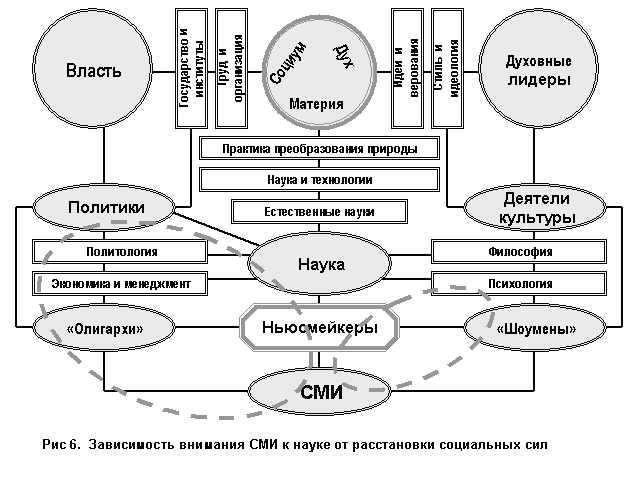 Власть
Государство и
институты
Труд и
организация
Социум
Дух
Материя
Идеи и
верования
Стиль и
идеология
Духовные
лидеры
Практика преобразования природы
Наука и технологии
Естественные науки
Политики
Деятели
культуры
Политология
Наука
Философия
Экономика и менеджмент
Психология
«Олигархи»
Ньюсмейкеры
«Шоумены»
СМИ
Рис 6. Зависимость внимания СМИ к науке от расстановки социальных сил